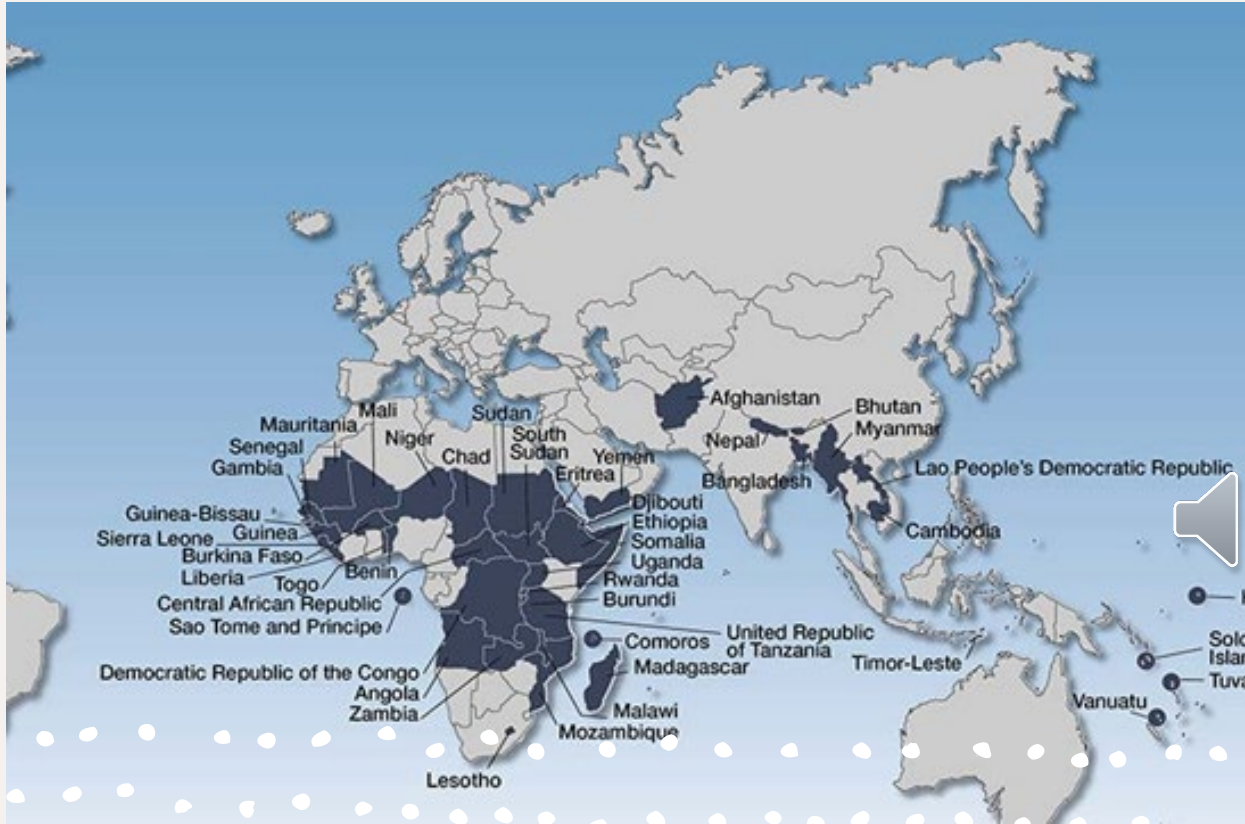 Mali
Sudan
Mauritania
Niger
South
Sudan
Senegal
Chad
Yemen
Gambia
Eritrea
Afghanistan
Bhutan
Nepal
Myanmar
Bangladesh
Lao People's Democratic Republic
Djibouti
Guinea-Bissau
Ethiopia
Sierra Leone
Guinea
Cambodia
Somalia
Burkina Faso
Uganda
Liberia
Togo
Benin
Rwanda
Central African Republic
Burundi
Sao Tome and Principe
Comoros
United Republic
of Tanzania
Timor-Leste
Madagascar
Democratic Republic of the Congo
Angola
Zambia
Malawi
Mozambique
Vanuatu
Lesotho